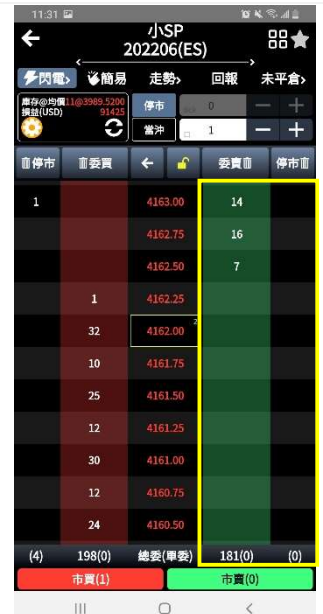 11:31
小SP
202206(ES)
閃電 簡易 走勢 回報 未平倉
庫存@均價 11@3989.5200
損益(USD) 91425
停市 0
當沖 1
停市 委買 委賣 停市
1 4163.00 14
4162.75 16
4162.50 7
1 4162.25
32 4162.00 2
10 4161.75
25 4161.50
12 4161.25
30 4161.00
12 4160.75
24 4160.50
(4) 198(0) 總委(單委) 181(0) (0)
市買(1) 市賣(0)